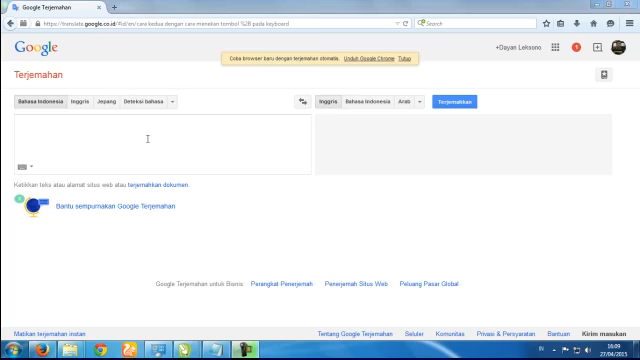 Google Terjemahan
https://translate.google.co.id/#id/en/cara kedua dengan cara menekan tombol %2B pada keyboard
Search
Google
Coba browser baru dengan terjemahan otomatis. Unduh Google Chrome Tutup
+Dayan Leksono
1
Terjemahan
Bahasa Indonesia Inggris Jepang Deteksi bahasa
Inggris Bahasa Indonesia Arab Terjemahkan
Ketikkan teks atau alamat situs web atau terjemahkan dokumen.
Bantu sempurnakan Google Terjemahan
Google Terjemahan untuk Bisnis: Perangkat Penerjemah Penerjemah Situs Web Peluang Pasar Global
Matikan terjemahan instan
Tentang Google Terjemahan Seluler Komunitas Privasi & Persyaratan Bantuan Kirim masukan
16:09
27/04/2015